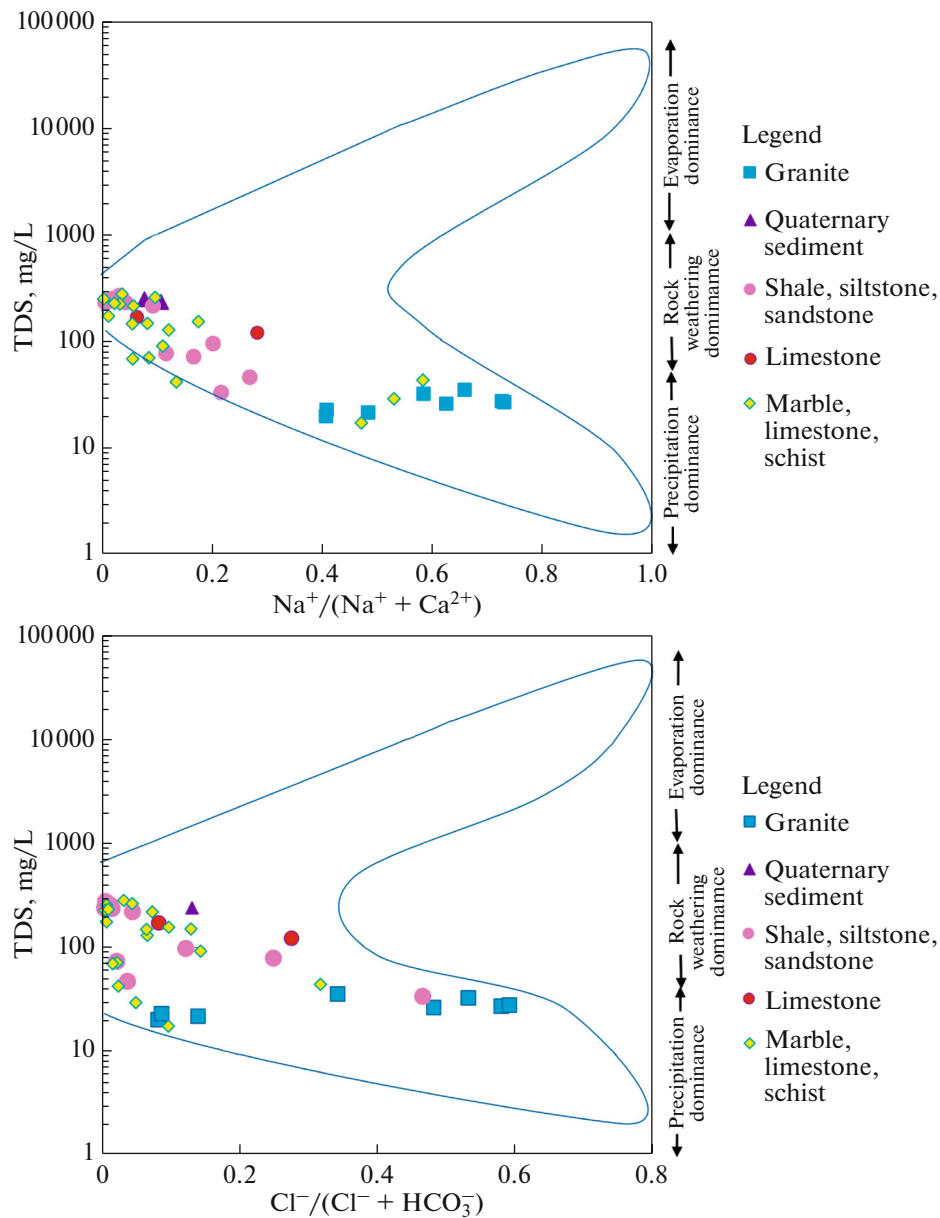 100000
10000
1000
100
10
1
TDS, mg/L
0
0.2
0.4
0.6
0.8
1.0
Na⁺/(Na⁺ + Ca²⁺)
Evaporation
dominance
Rock
weathering
dominamce
Precipitation
dominance
Legend
Granite
Quaternary
sediment
Shale, siltstone,
sandstone
Limestone
Marble,
limestone,
schist
100000
10000
1000
100
10
1
TDS, mg/L
0
0.2
0.4
0.6
0.8
Cl⁻/(Cl⁻ + HCO₃⁻)
Evaporation
dominance
Rock
weathering
dominamce
Precipitation
dominance
Legend
Granite
Quaternary
sediment
Shale, siltstone,
sandstone
Limestone
Marble,
limestone,
schist